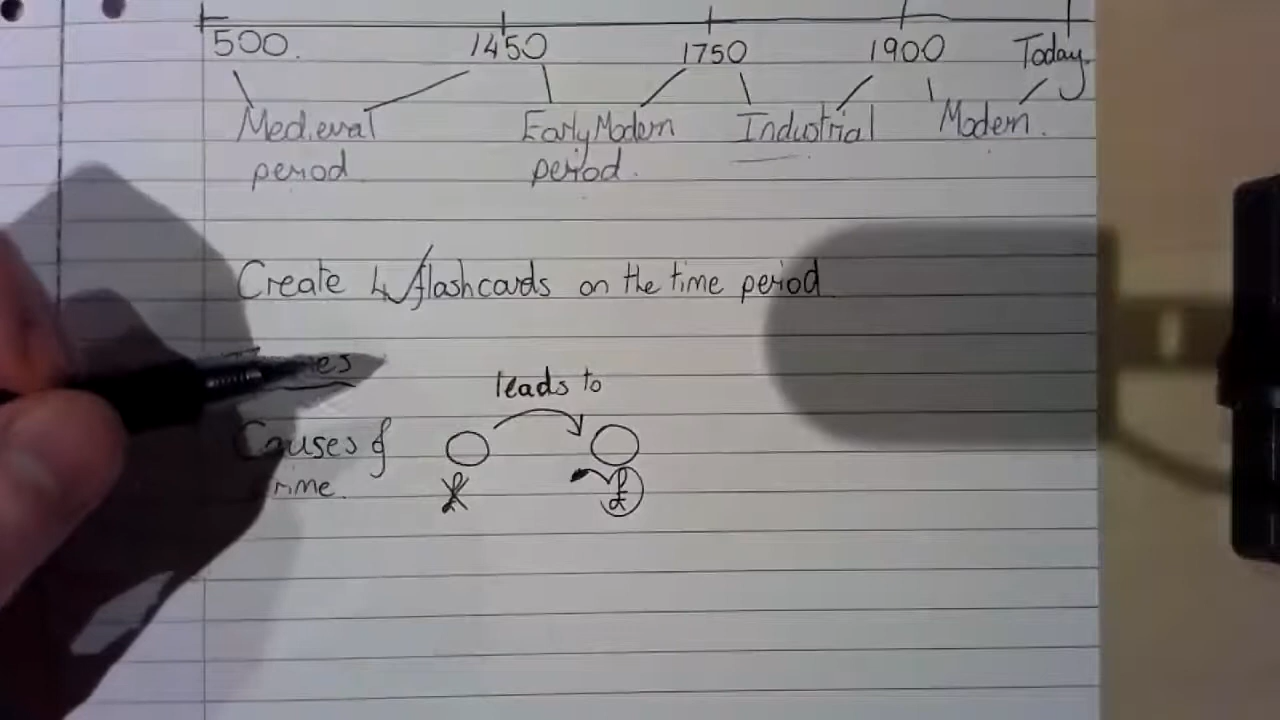 500. 1450 1750 1900 Today.
Medieval Early Modern Industrial Modern.
period period.
Create 4 flashcards on the time period
leads to
Causes of
£ £